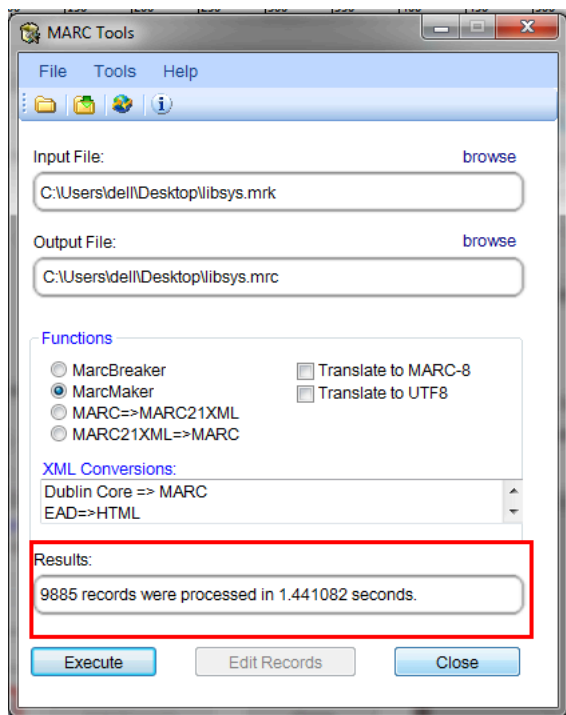 MARC Tools
File Tools Help
Input File: browse
C:\Users\dell\Desktop\libsys.mrk
Output File: browse
C:\Users\dell\Desktop\libsys.mrc
Functions
MarcBreaker Translate to MARC-8
MarcMaker Translate to UTF8
MARC=>MARC21XML
MARC21XML=>MARC
XML Conversions:
Dublin Core => MARC
EAD=>HTML
Results:
9885 records were processed in 1.441082 seconds.
Execute Edit Records Close